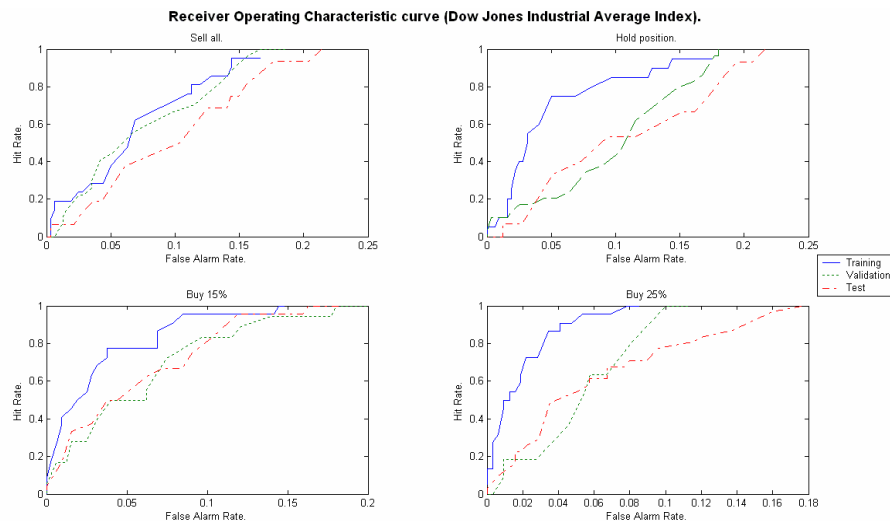 Receiver Operating Characteristic curve (Dow Jones Industrial Average Index).
Sell all.
Hit Rate.
1
0.8
0.6
0.4
0.2
0
0 0.05 0.1 0.15 0.2 0.25
False Alarm Rate.
Hold position.
Hit Rate.
1
0.8
0.6
0.4
0.2
0
0 0.05 0.1 0.15 0.2 0.25
False Alarm Rate.
Training
Validation
Test
Buy 15%
Hit Rate.
1
0.8
0.6
0.4
0.2
0
0 0.05 0.1 0.15 0.2
False Alarm Rate.
Buy 25%
Hit Rate.
1
0.8
0.6
0.4
0.2
0
0 0.02 0.04 0.06 0.08 0.1 0.12 0.14 0.16 0.18
False Alarm Rate.